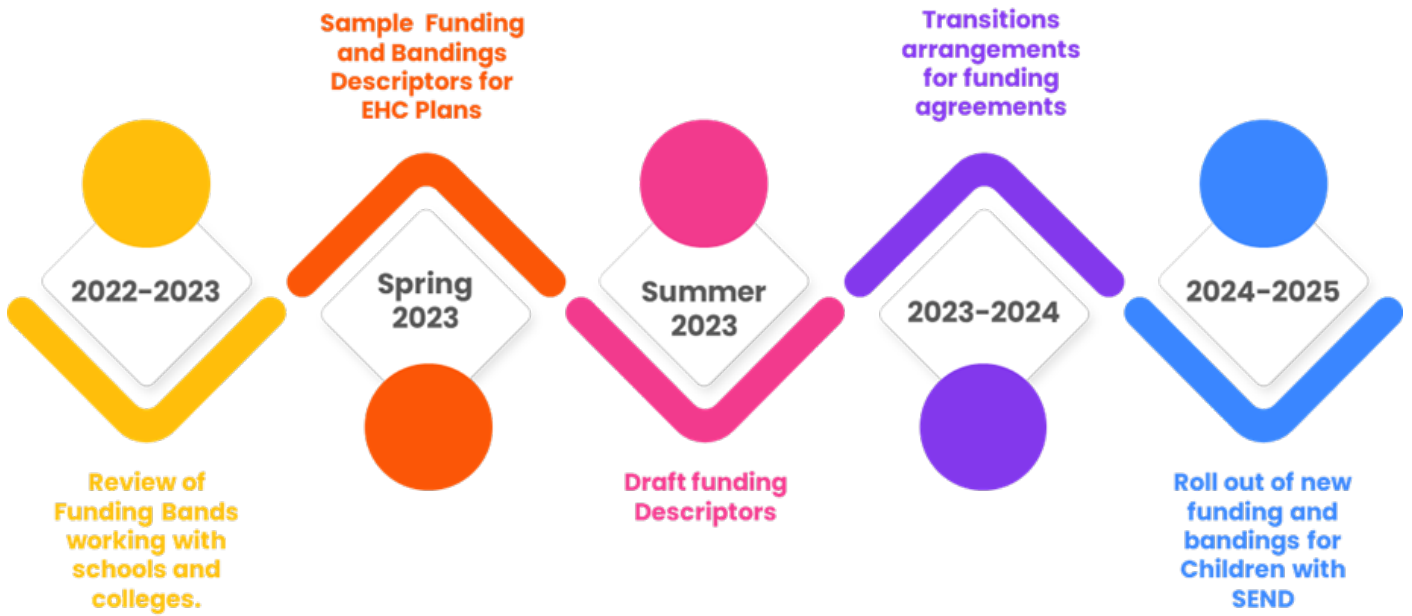 2022-2023
Review of
Funding Bands
working with
schools and
colleges.
Sample Funding
and Bandings
Descriptors for
EHC Plans
Spring
2023
Summer
2023
Draft funding
Descriptors
Transitions
arrangements
for funding
agreements
2023-2024
2024-2025
Roll out of new
funding and
bandings for
Children with
SEND